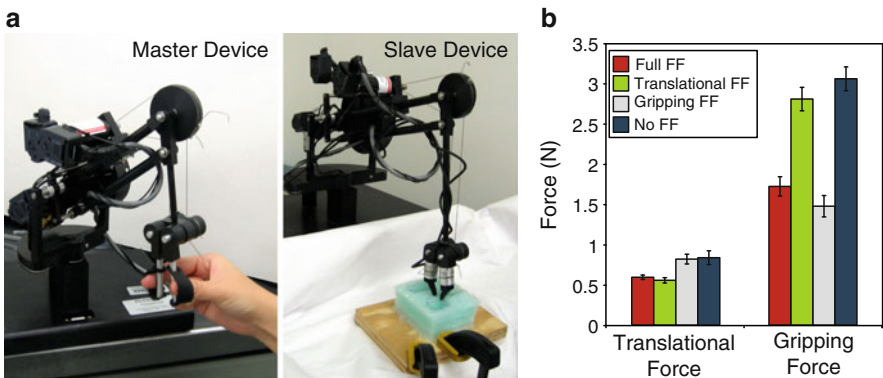 a
Master Device
Slave Device
b
3.5
3
2.5
2
1.5
1
0.5
0
Force (N)
Full FF
Translational FF
Gripping FF
No FF
Translational
Force
Gripping
Force